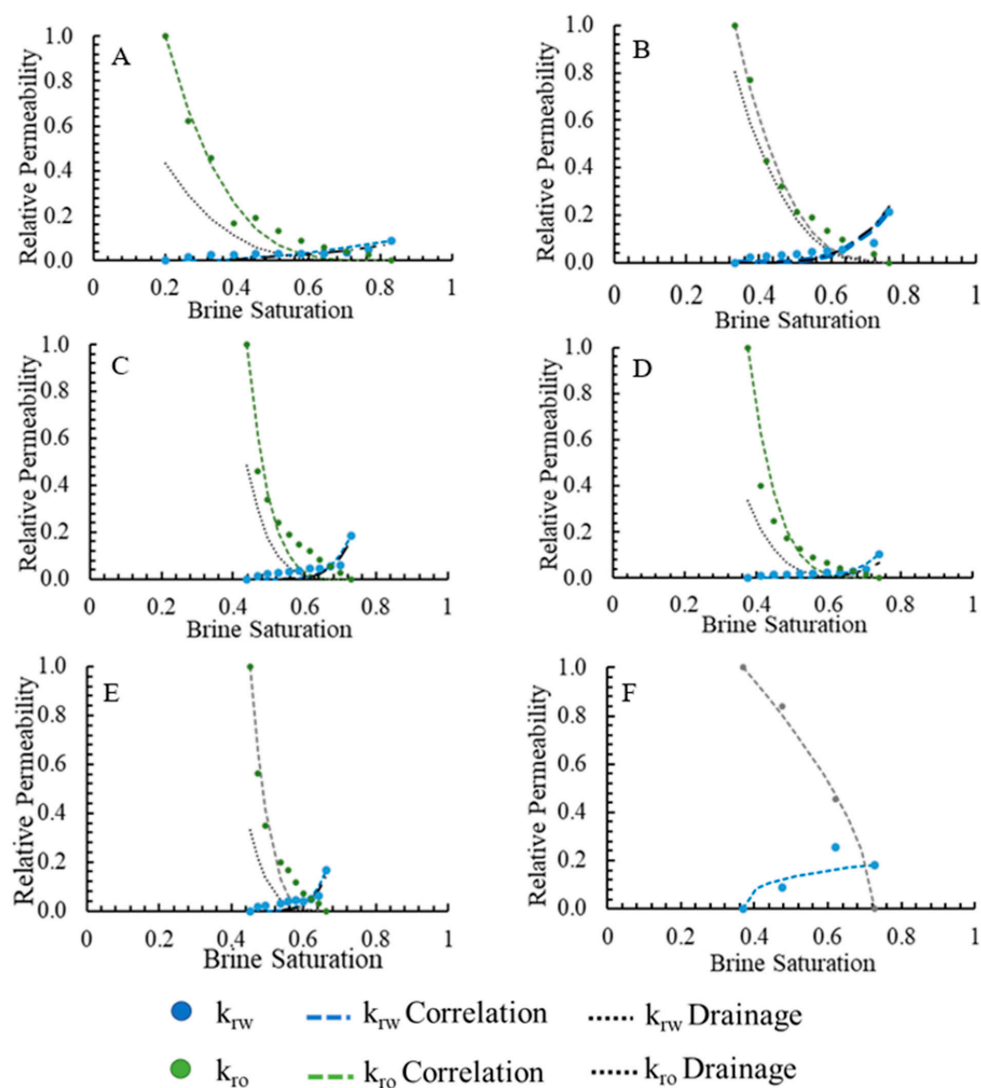 A
Relative Permeability
1.0
0.8
0.6
0.4
0.2
0.0
0 0.2 0.4 0.6 0.8 1
Brine Saturation
B
Relative Permeability
1.0
0.8
0.6
0.4
0.2
0.0
0 0.2 0.4 0.6 0.8 1
Brine Saturation
C
Relative Permeability
1.0
0.8
0.6
0.4
0.2
0.0
0 0.2 0.4 0.6 0.8 1
Brine Saturation
D
Relative Permeability
1.0
0.8
0.6
0.4
0.2
0.0
0 0.2 0.4 0.6 0.8 1
Brine Saturation
E
Relative Permeability
1.0
0.8
0.6
0.4
0.2
0.0
0 0.2 0.4 0.6 0.8 1
Brine Saturation
F
Relative Permeability
1.0
0.8
0.6
0.4
0.2
0.0
0 0.2 0.4 0.6 0.8 1
Brine Saturation
krw krw Correlation krw Drainage
kro kro Correlation kro Drainage